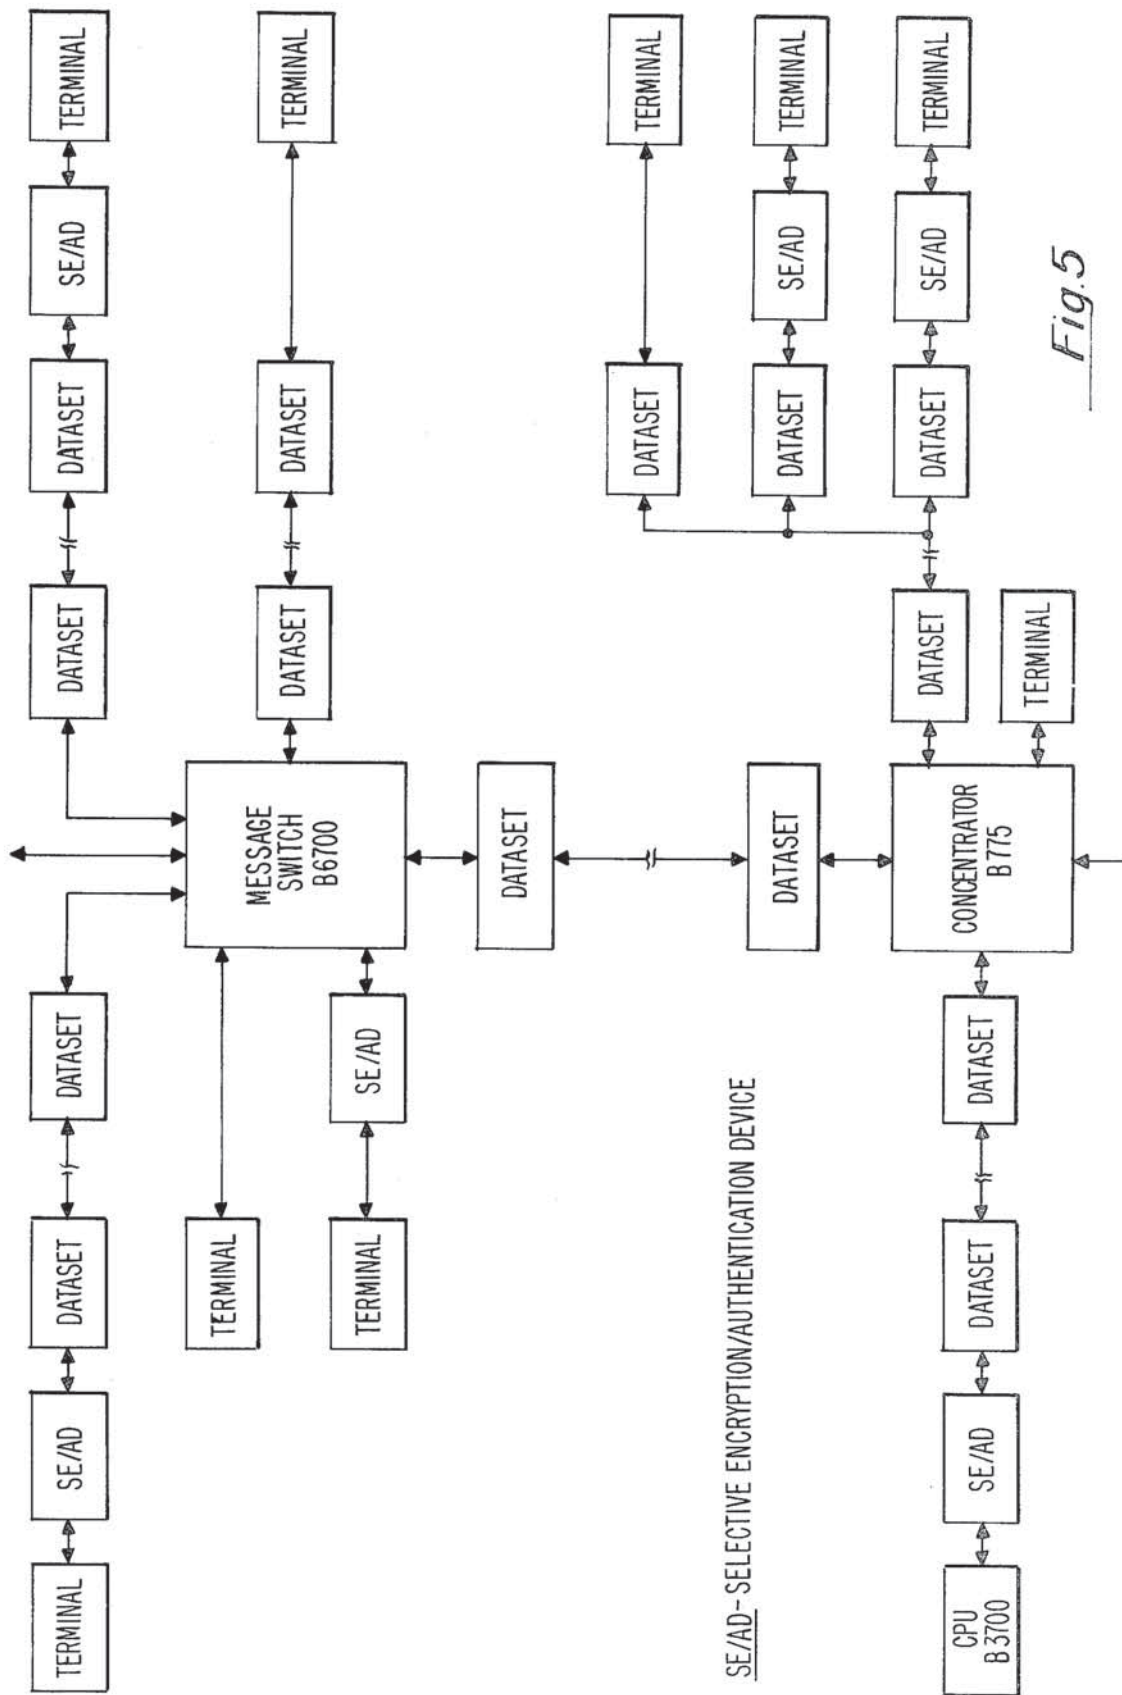 TERMINAL
SE/AD
DATASET
DATASET
DATASET
DATASET
SE/AD
TERMINAL
TERMINAL
MESSAGE
SWITCH
B6700
DATASET
DATASET
TERMINAL
TERMINAL
SE/AD
DATASET
DATASET
TERMINAL
SE/AD-SELECTIVE ENCRYPTION/AUTHENTICATION DEVICE
DATASET
DATASET
SE/AD
TERMINAL
CPU
B3700
SE/AD
DATASET
DATASET
CONCENTRATOR
B775
DATASET
DATASET
SE/AD
TERMINAL
TERMINAL
Fig.5